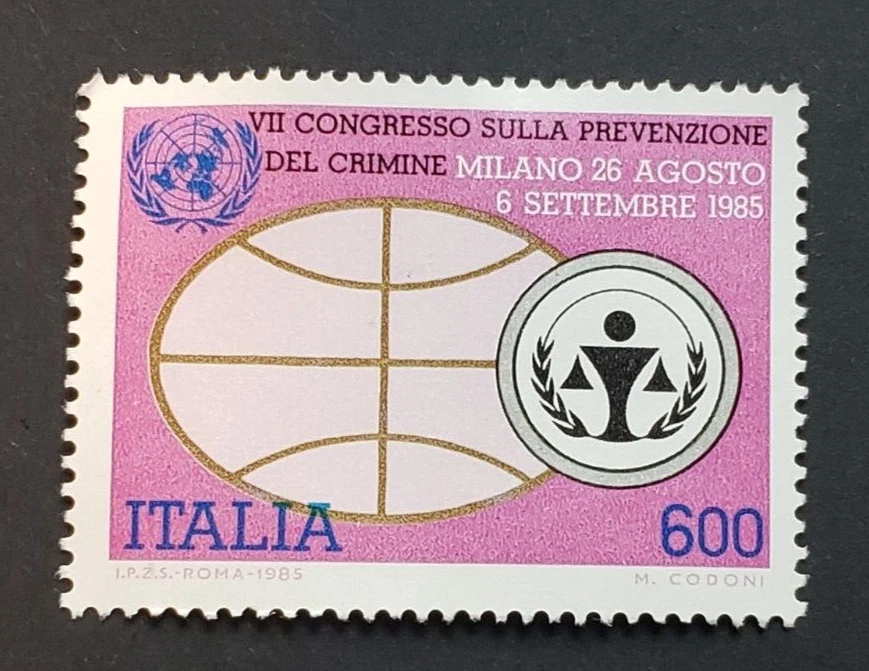 VII CONGRESSO SULLA PREVENZIONE
DEL CRIMINE MILANO 26 AGOSTO
6 SETTEMBRE 1985
ITALIA
600
I.P.Z.S.-ROMA-1985
M. CODONI